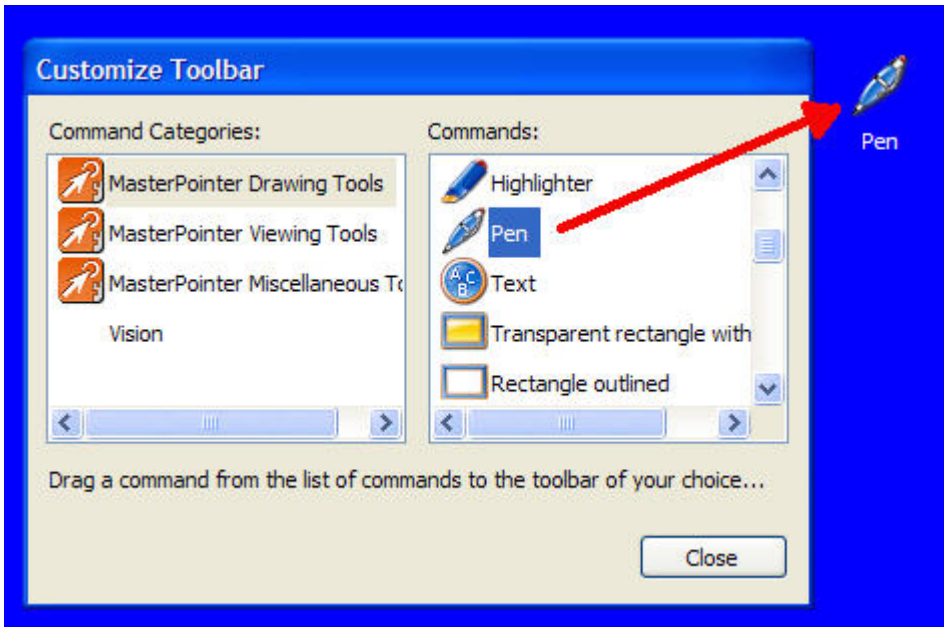 Customize Toolbar
Pen
Command Categories:
Commands:
MasterPointer Drawing Tools
MasterPointer Viewing Tools
MasterPointer Miscellaneous
Vision
Highlighter
Pen
Text
Transparent rectangle with
Rectangle outlined
Drag a command from the list of commands to the toolbar of your choice...
Close